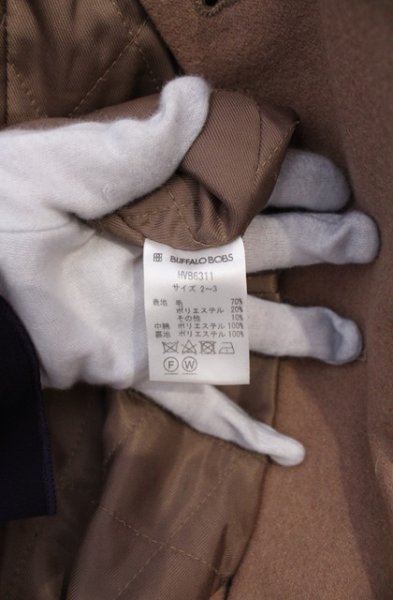 BUFFALO BOBS
HVB6311
サイズ 2〜3
表地 毛 70%
ポリエステル 20%
その他 10%
中綿 ポリエステル 100%
裏地 ポリエステル 100%
F W